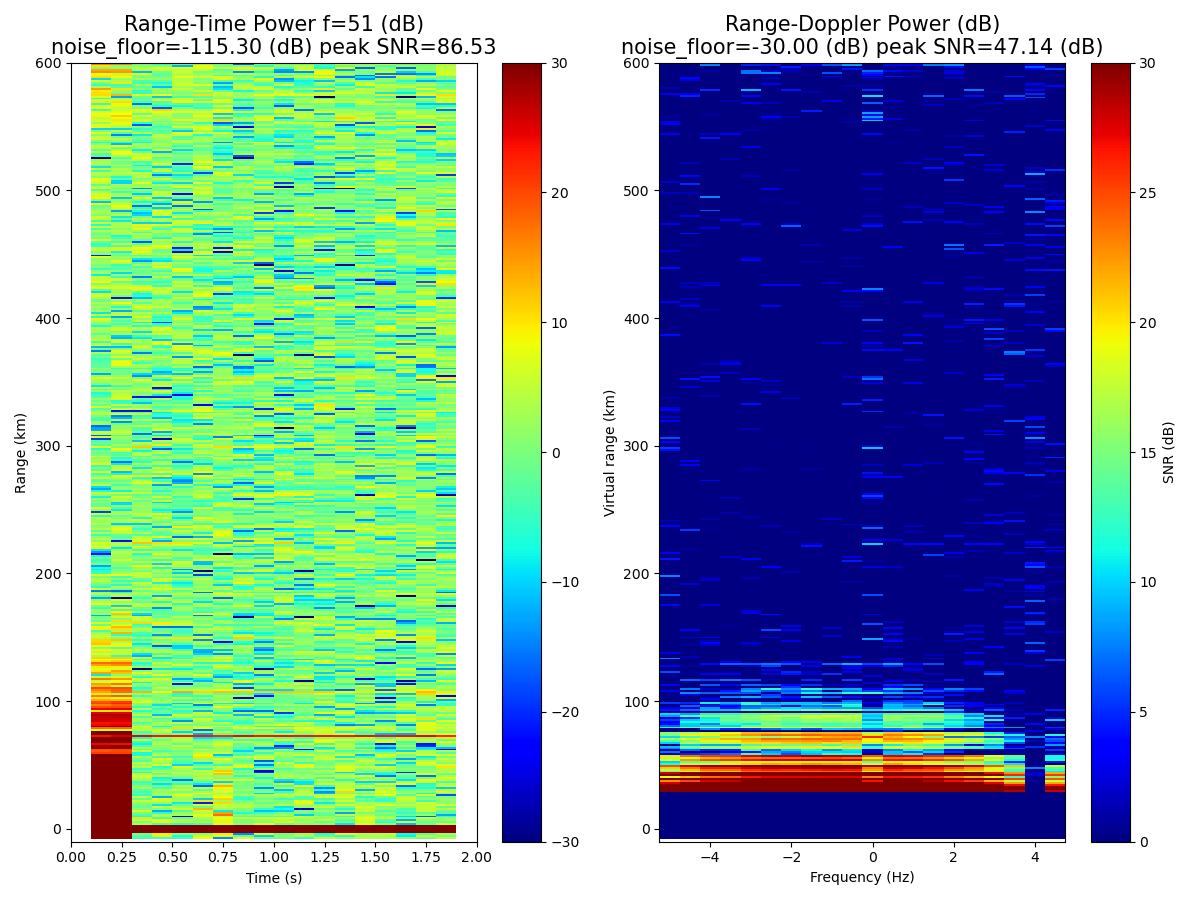 Range-Time Power f=51 (dB)
noise_floor=-115.30 (dB) peak SNR=86.53
600
500
400
300
200
100
0
Range (km)
0.00 0.25 0.50 0.75 1.00 1.25 1.50 1.75 2.00
Time (s)
30
20
10
0
−10
−20
−30
Range-Doppler Power (dB)
noise_floor=-30.00 (dB) peak SNR=47.14 (dB)
600
500
400
300
200
100
0
Virtual range (km)
−4 −2 0 2 4
Frequency (Hz)
30
25
20
15
10
5
0
SNR (dB)